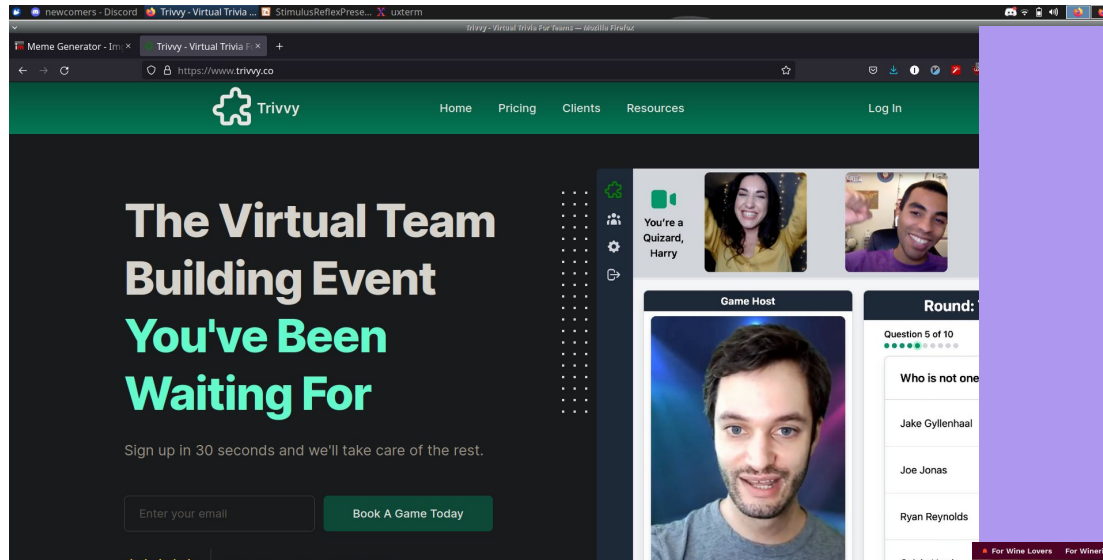 newcomers - Discord
Trivvy - Virtual Trivia ...
StimulusReflexPrese...
uxterm
Trivvy - Virtual Trivia For Teams — Mozilla Firefox
Meme Generator - Im
Trivvy - Virtual Trivia F
https://www.trivvy.co
Trivvy
Home
Pricing
Clients
Resources
Log In
The Virtual Team
Building Event
You've Been
Waiting For
Sign up in 30 seconds and we'll take care of the rest.
Enter your email
Book A Game Today
You're a
Quizard,
Harry
Game Host
Round:
Question 5 of 10
Who is not one
Jake Gyllenhaal
Joe Jonas
Ryan Reynolds
For Wine Lovers
For Wineri